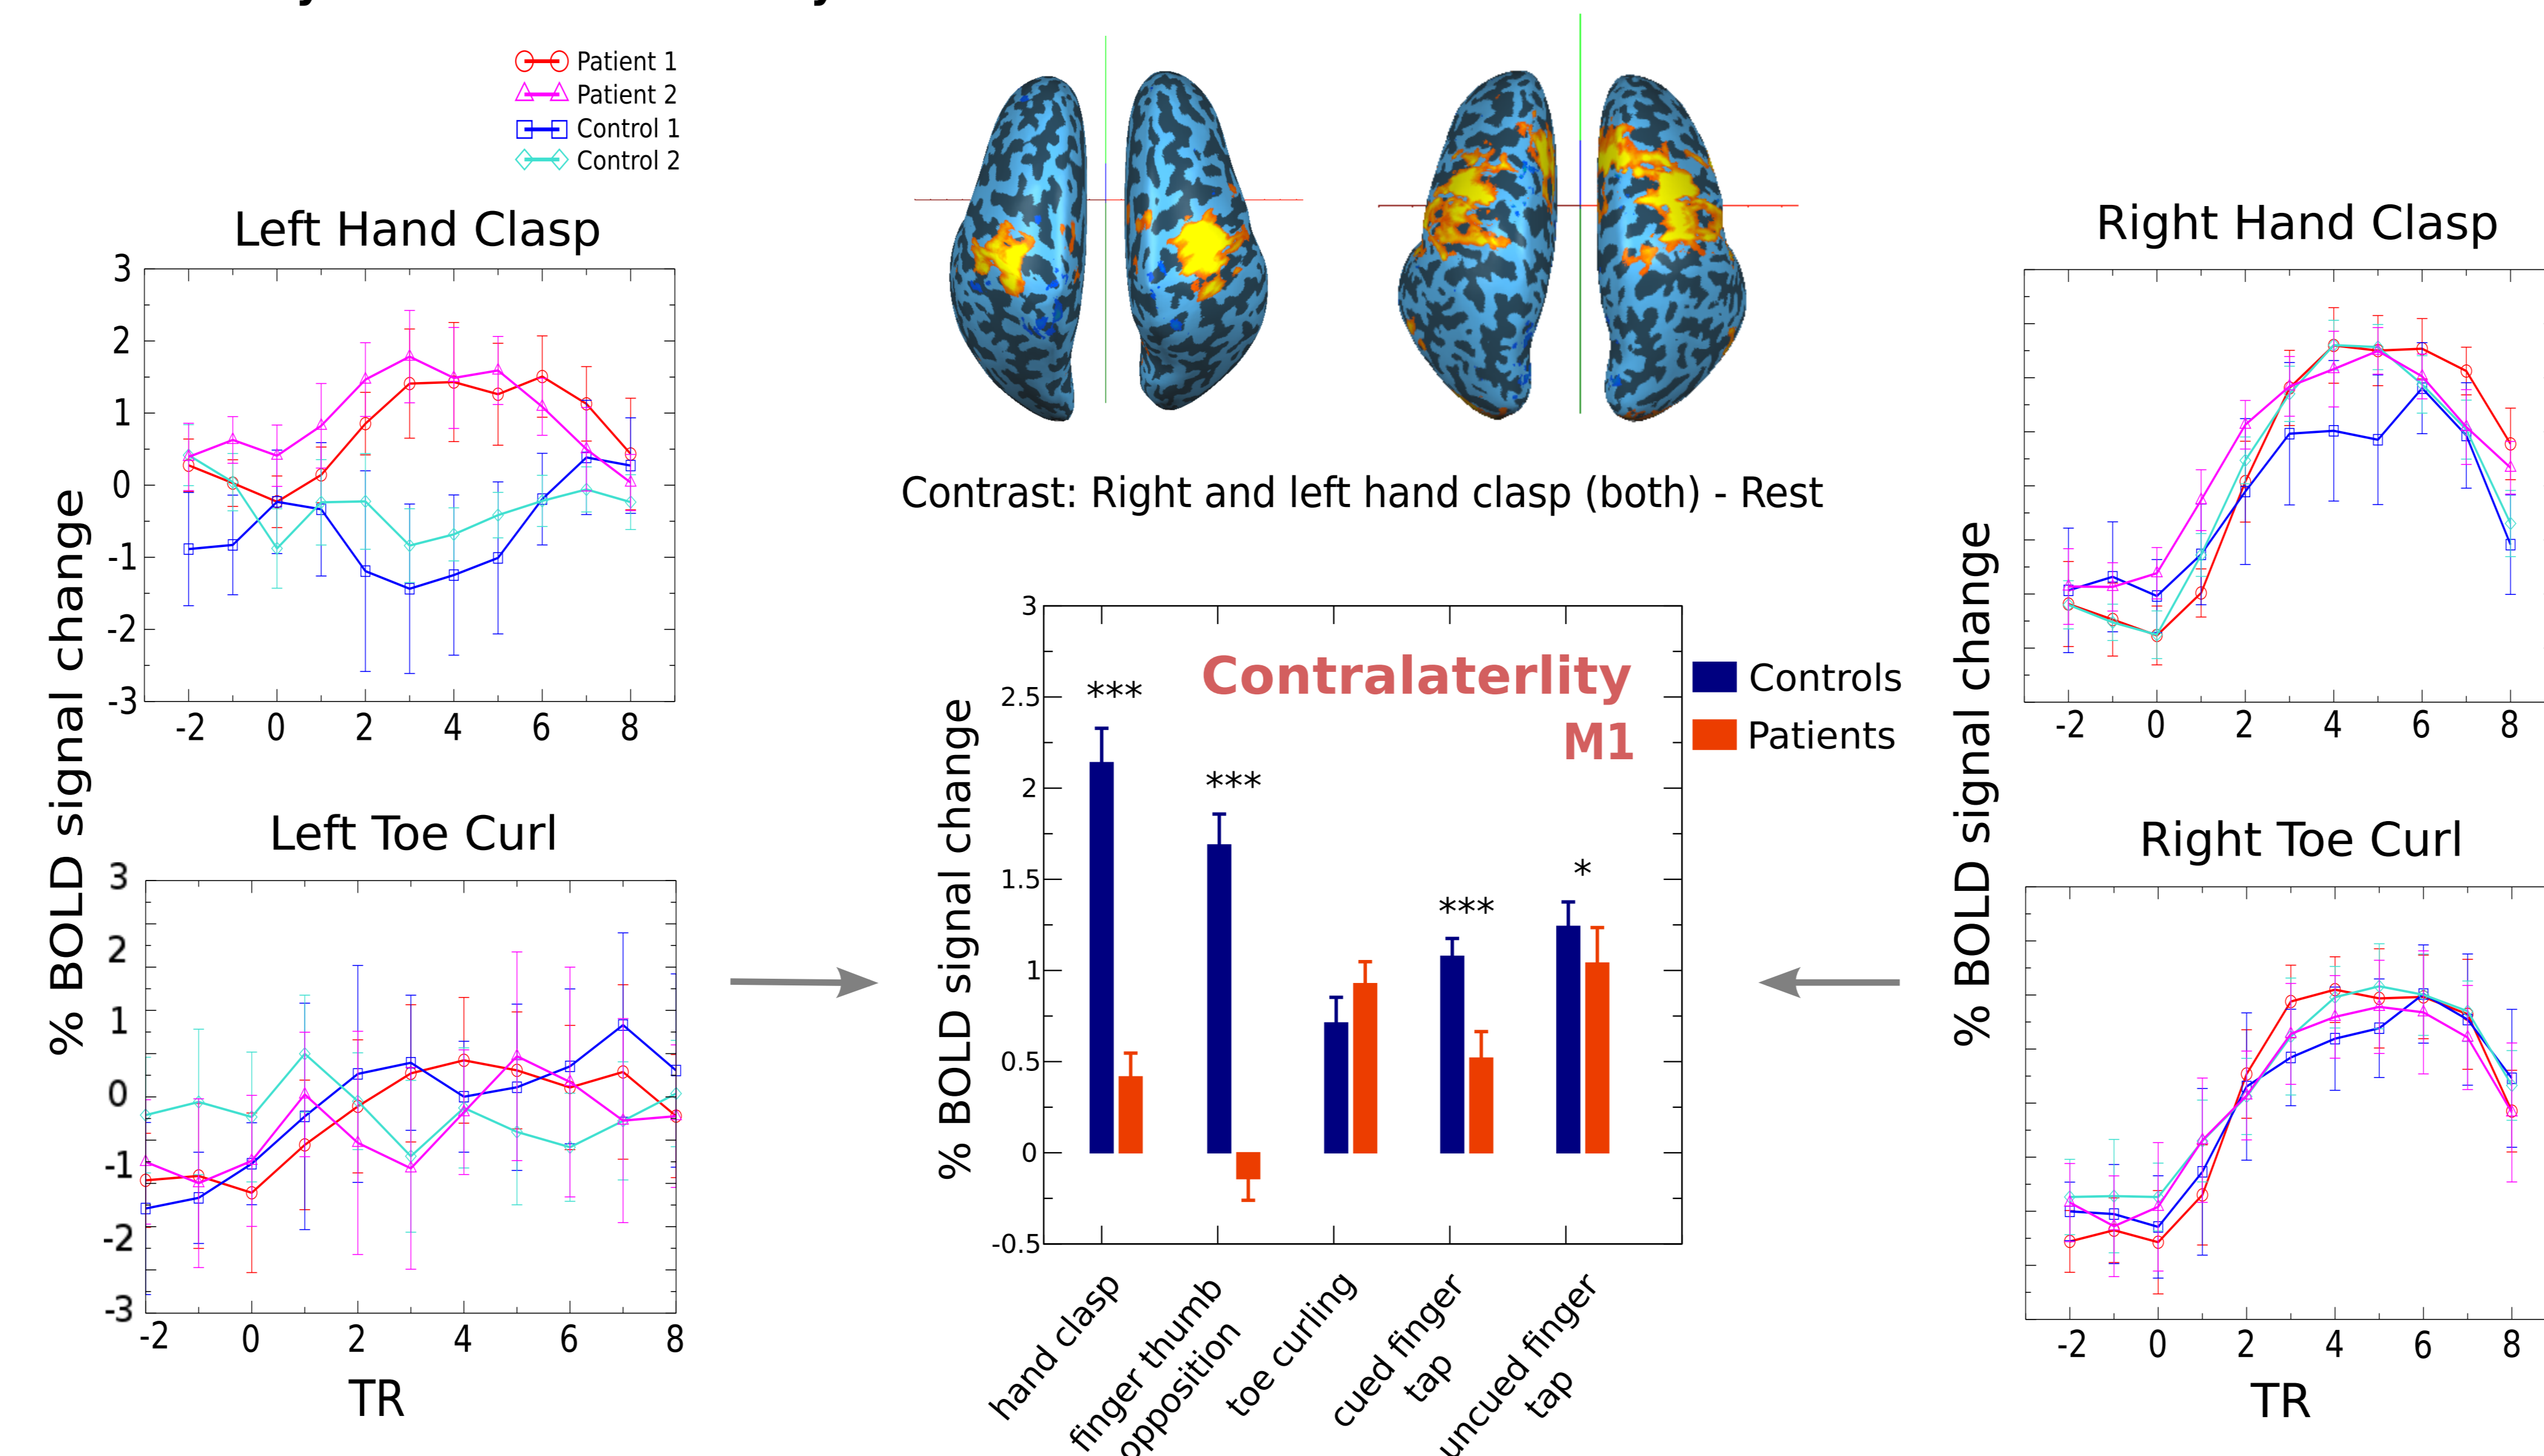 Patient 1
Patient 2
Control 1
Control 2
Left Hand Clasp
3
2
1
0
-1
-2
-3
-2 0 2 4 6 8
% BOLD signal change
Left Toe Curl
3
2
1
0
-1
-2
-3
-2 0 2 4 6 8
TR
Contrast: Right and left hand clasp (both) - Rest
Contralaterlity
M1
Controls
Patients
% BOLD signal change
3
2.5
2
1.5
1
0.5
0
-0.5
***
***
***
*
hand clasp
finger thumb
opposition
toe curling
cued finger
tap
uncued finger
tap
Right Hand Clasp
-2 0 2 4 6 8
% BOLD signal change
Right Toe Curl
-2 0 2 4 6 8
TR